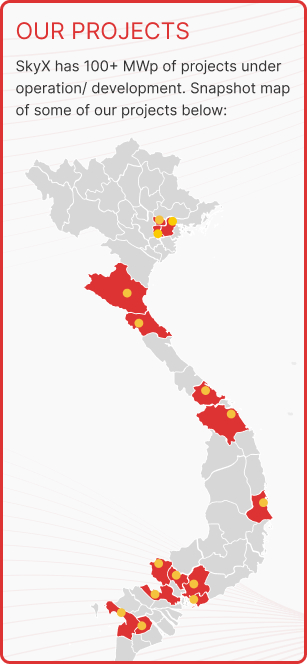 OUR PROJECTS
SkyX has 100+ MWp of projects under
operation/ development. Snapshot map
of some of our projects below: